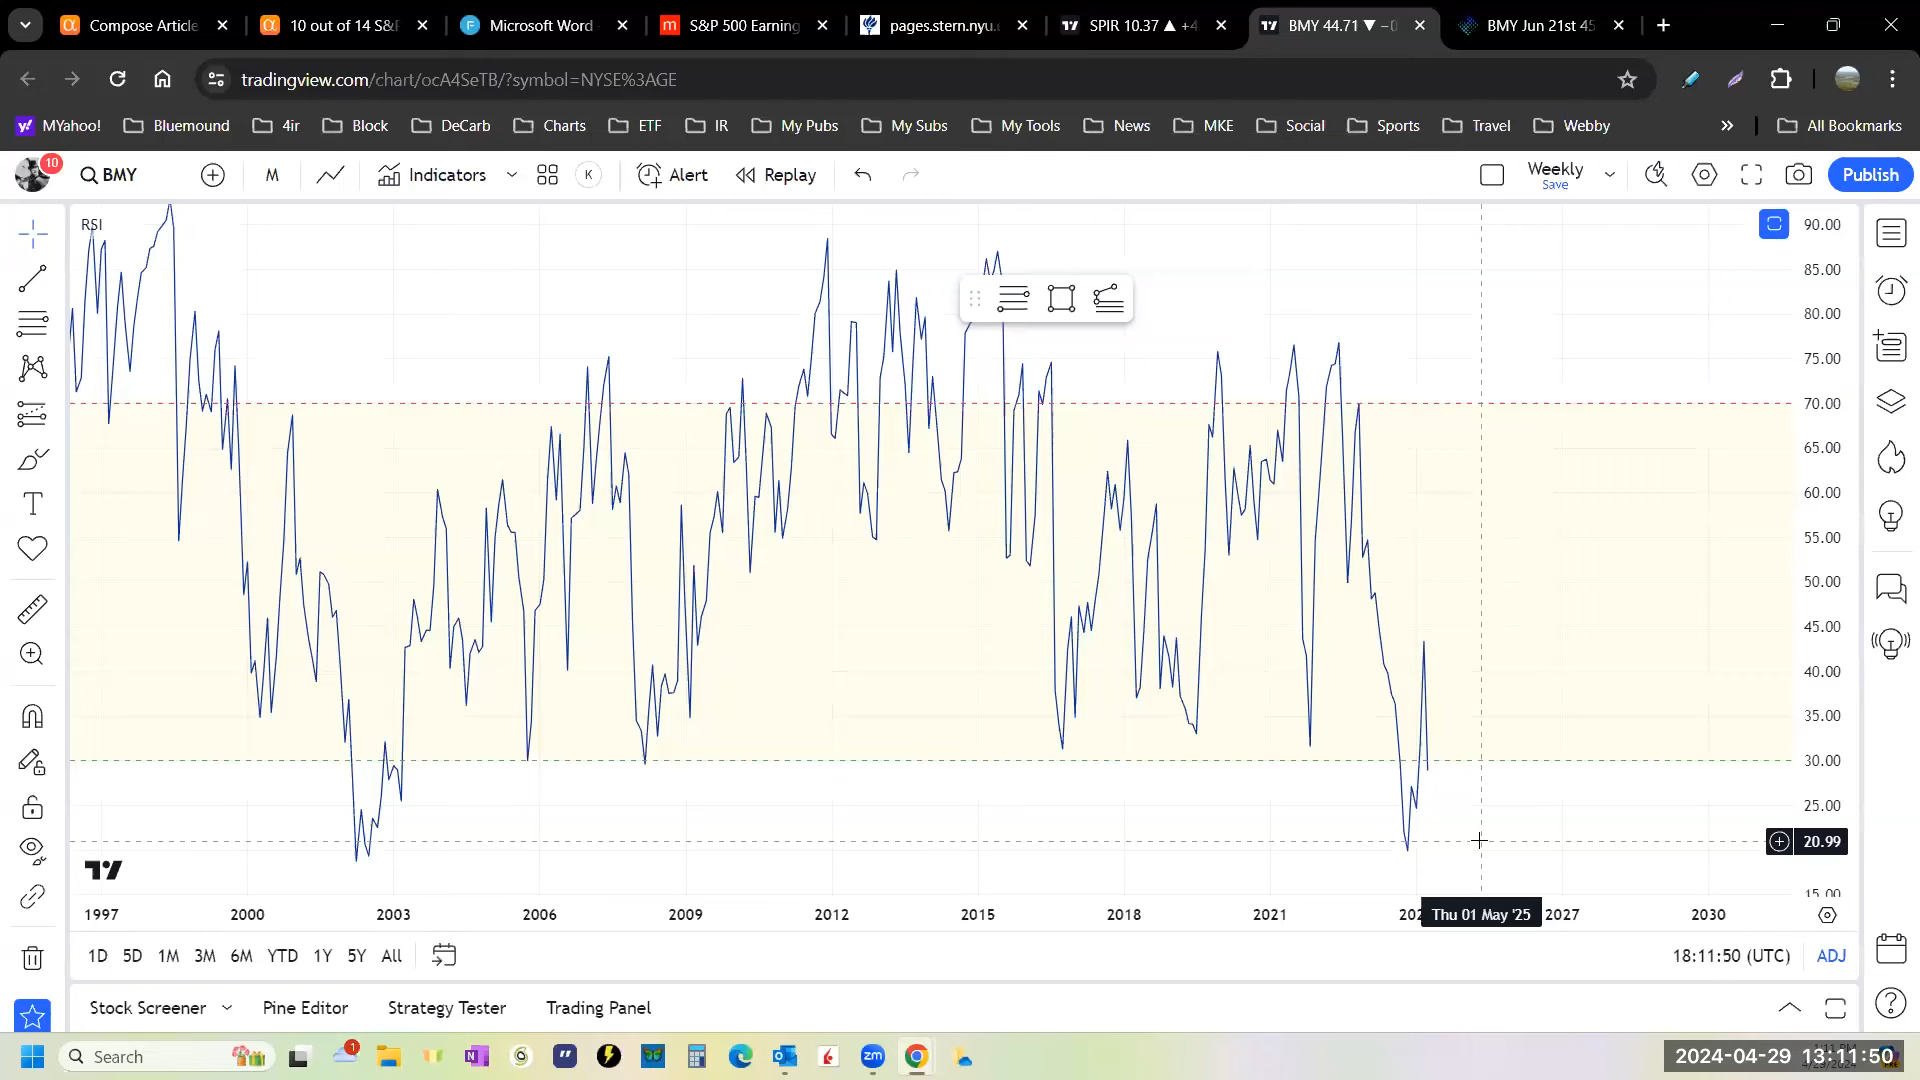 Compose Article
10 out of 14 S&P
Microsoft Word
S&P 500 Earning
pages.stern.nyu.e
SPIR 10.37 ▲ +4.
BMY 44.71 ▼ −0
BMY Jun 21st 45
tradingview.com/chart/ocA4SeTB/?symbol=NYSE%3AGE
MYahoo!
Bluemound
4ir
Block
DeCarb
Charts
ETF
IR
My Pubs
My Subs
My Tools
News
MKE
Social
Sports
Travel
Webby
All Bookmarks
10
BMY
M
Indicators
K
Alert
Replay
Weekly
Save
Publish
RSI
90.00
85.00
80.00
75.00
70.00
65.00
60.00
55.00
50.00
45.00
40.00
35.00
30.00
25.00
20.99
15.00
1997
2000
2003
2006
2009
2012
2015
2018
2021
202
Thu 01 May '25
2027
2030
1D
5D
1M
3M
6M
YTD
1Y
5Y
All
18:11:50 (UTC)
ADJ
Stock Screener
Pine Editor
Strategy Tester
Trading Panel
Search
1
zm
2024-04-29 13:11:50